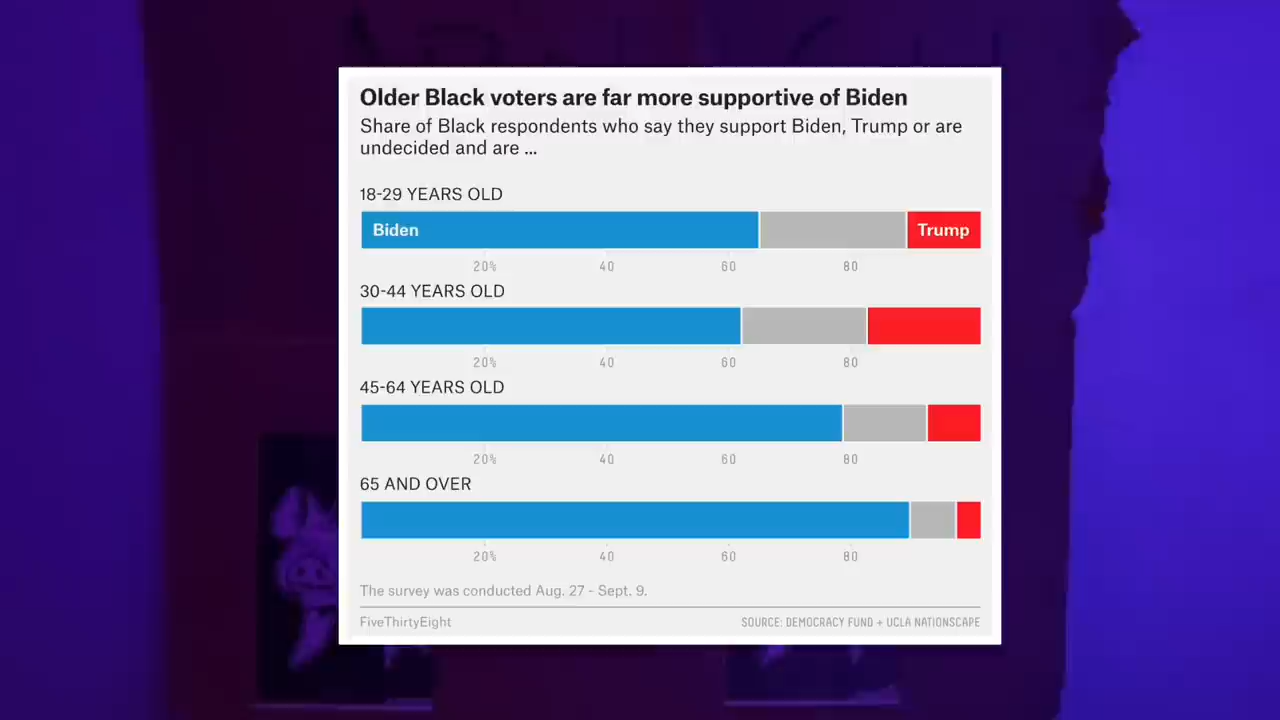 Older Black voters are far more supportive of Biden
Share of Black respondents who say they support Biden, Trump or are
undecided and are ...
18-29 YEARS OLD
Biden Trump
20% 40 60 80
30-44 YEARS OLD
20% 40 60 80
45-64 YEARS OLD
20% 40 60 80
65 AND OVER
20% 40 60 80
The survey was conducted Aug. 27 - Sept. 9.
FiveThirtyEight SOURCE: DEMOCRACY FUND + UCLA NATIONSCAPE